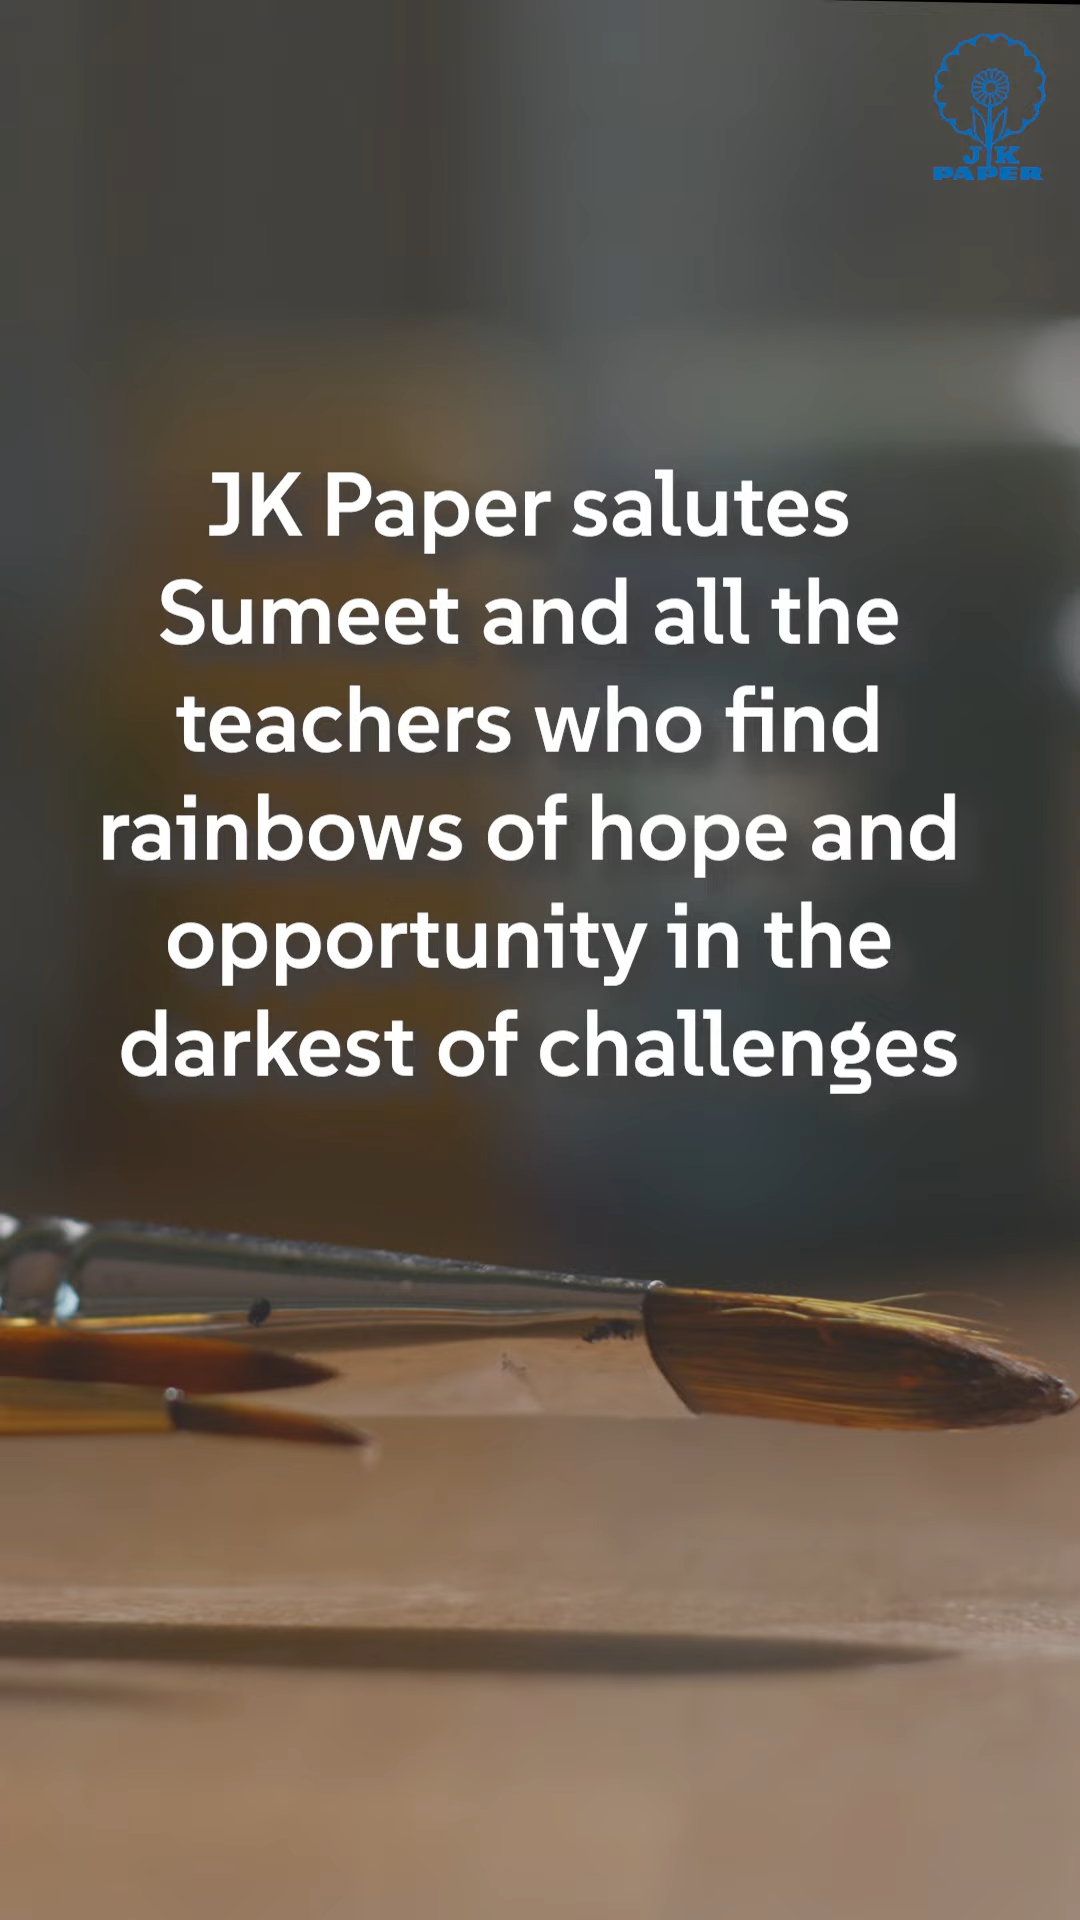 J K
PAPER
JK Paper salutes
Sumeet and all the
teachers who find
rainbows of hope and
opportunity in the
darkest of challenges